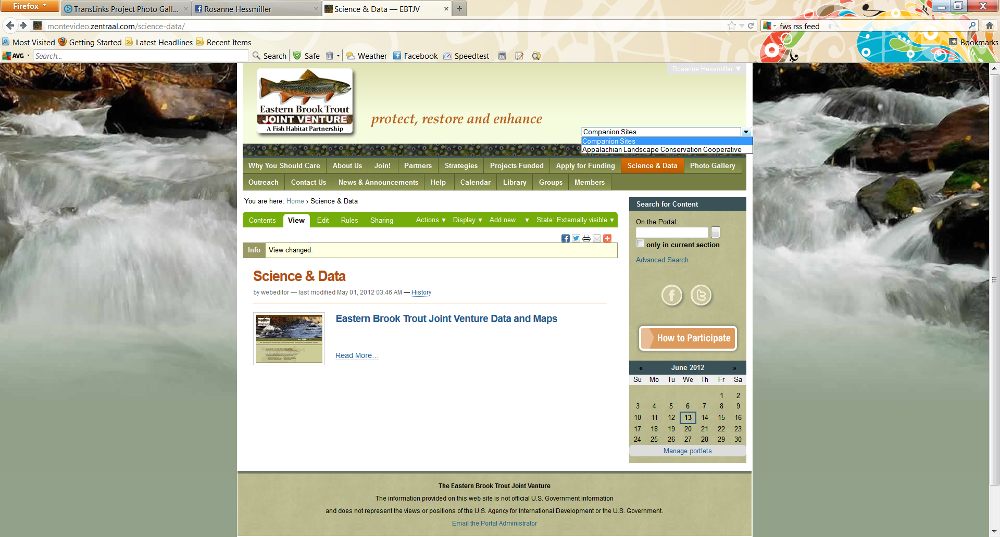 Firefox
TransLinks Project Photo Gall...
Rosanne Hessmiller
Science & Data — EBTJV
montevideo.zentraal.com/science-data/
fws rss feed
Most Visited Getting Started Latest Headlines Recent Items
Bookmarks
AVG Search... Search Safe Weather Facebook Speedtest
Rosanne Hessmiller ▼
Eastern Brook Trout
JOINT VENTURE
A Fish Habitat Partnership
protect, restore and enhance
Companion Sites
Companion Sites
Appalachian Landscape Conservation Cooperative
Why You Should Care About Us Join! Partners Strategies Projects Funded Apply for Funding Science & Data Photo Gallery
Outreach Contact Us News & Announcements Help Calendar Library Groups Members
You are here: Home › Science & Data
Contents View Edit Rules Sharing Actions ▼ Display ▼ Add new… ▼ State: Externally visible ▼
Info View changed.
Science & Data
by webeditor — last modified May 01, 2012 03:46 AM — History
Eastern Brook Trout Joint Venture Data and Maps
Read More…
Search for Content
On the Portal:
only in current section
Advanced Search
How to Participate
« June 2012 »
Su Mo Tu We Th Fr Sa
1 2
3 4 5 6 7 8 9
10 11 12 13 14 15 16
17 18 19 20 21 22 23
24 25 26 27 28 29 30
Manage portlets
The Eastern Brook Trout Joint Venture
The information provided on this web site is not official U.S. Government information
and does not represent the views or positions of the U.S. Agency for International Development or the U.S. Government.
Email the Portal Administrator